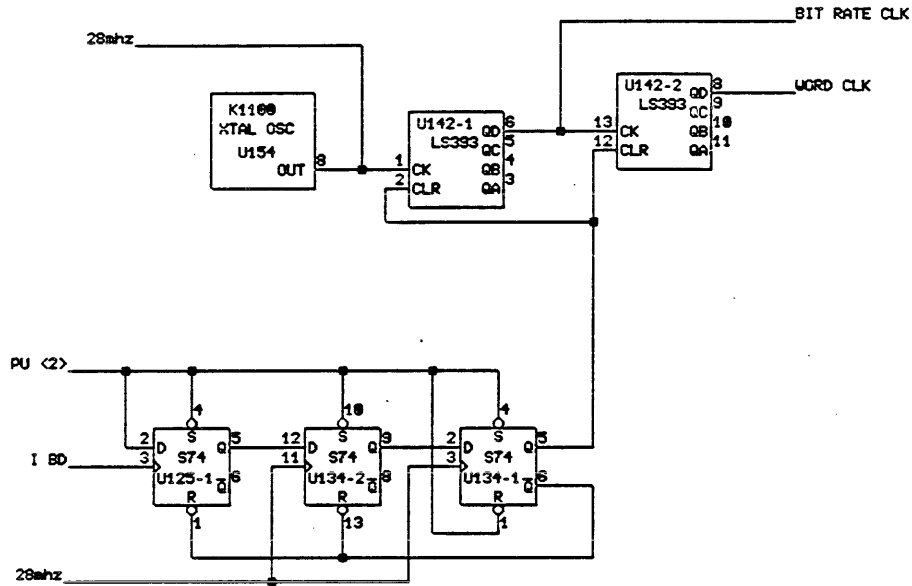 BIT RATE CLK
28mhz
K1100
XTAL OSC
U154
OUT
8
U142-1
LS393
1
CK
2
CLR
QD
6
QC
5
QB
4
QA
3
U142-2
LS393
13
CK
12
CLR
QD
8
QC
9
QB
10
QA
11
WORD CLK
PU <2>
4
S
2
D
Q
5
3
S74
U125-1
Q
6
R
1
I BD
10
S
12
D
Q
9
11
S74
U134-2
Q
8
R
13
4
S
2
D
Q
5
3
S74
U134-1
Q
6
R
1
28mhz